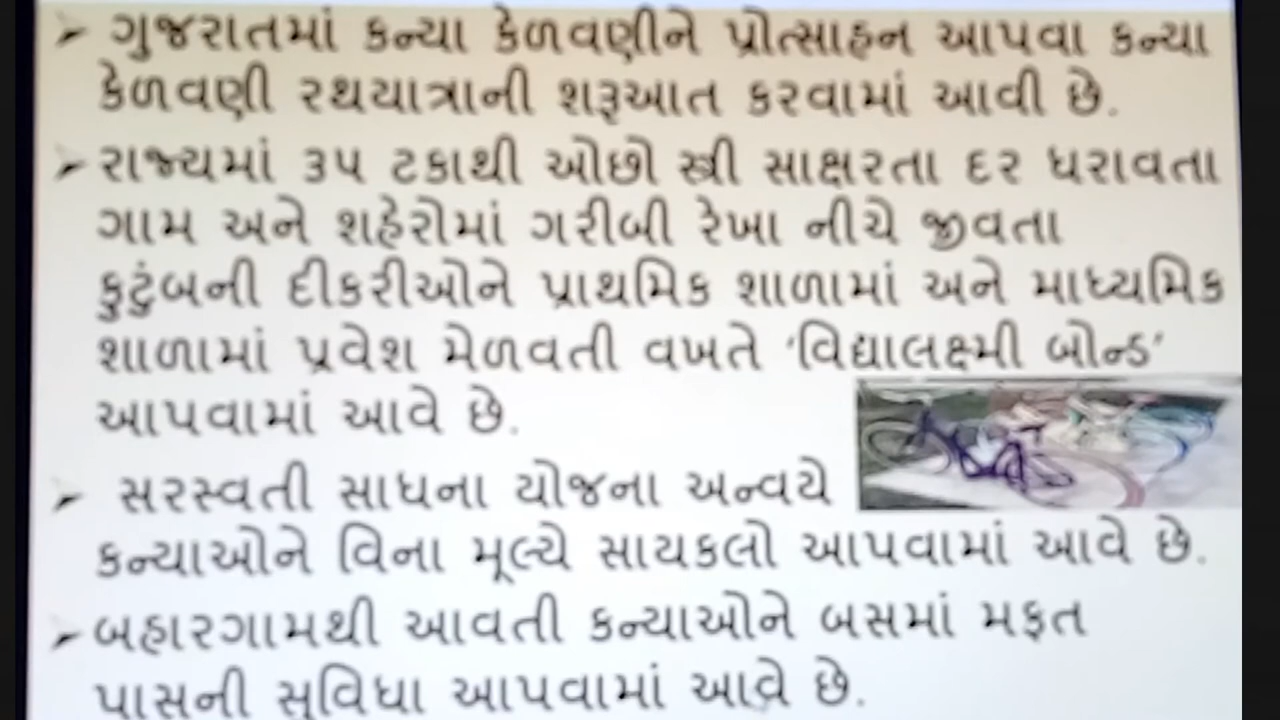 ➢ ગુજરાતમાં કન્યા કેળવણીને પ્રોત્સાહન આપવા કન્યા
કેળવણી રથયાત્રાની શરૂઆત કરવામાં આવી છે.
➢ રાજ્યમાં ૩૫ ટકાથી ઓછો સ્ત્રી સાક્ષરતા દર ધરાવતા
ગામ અને શહેરોમાં ગરીબી રેખા નીચે જીવતા
કુટુંબની દીકરીઓને પ્રાથમિક શાળામાં અને માધ્યમિક
શાળામાં પ્રવેશ મેળવતી વખતે ‘વિદ્યાલક્ષ્મી બોન્ડ’
આપવામાં આવે છે.
➢ સરસ્વતી સાધના યોજના અન્વયે
કન્યાઓને વિના મૂલ્યે સાયકલો આપવામાં આવે છે.
➢ બહારગામથી આવતી કન્યાઓને બસમાં મફત
પાસની સુવિધા આપવામાં આવે છે.